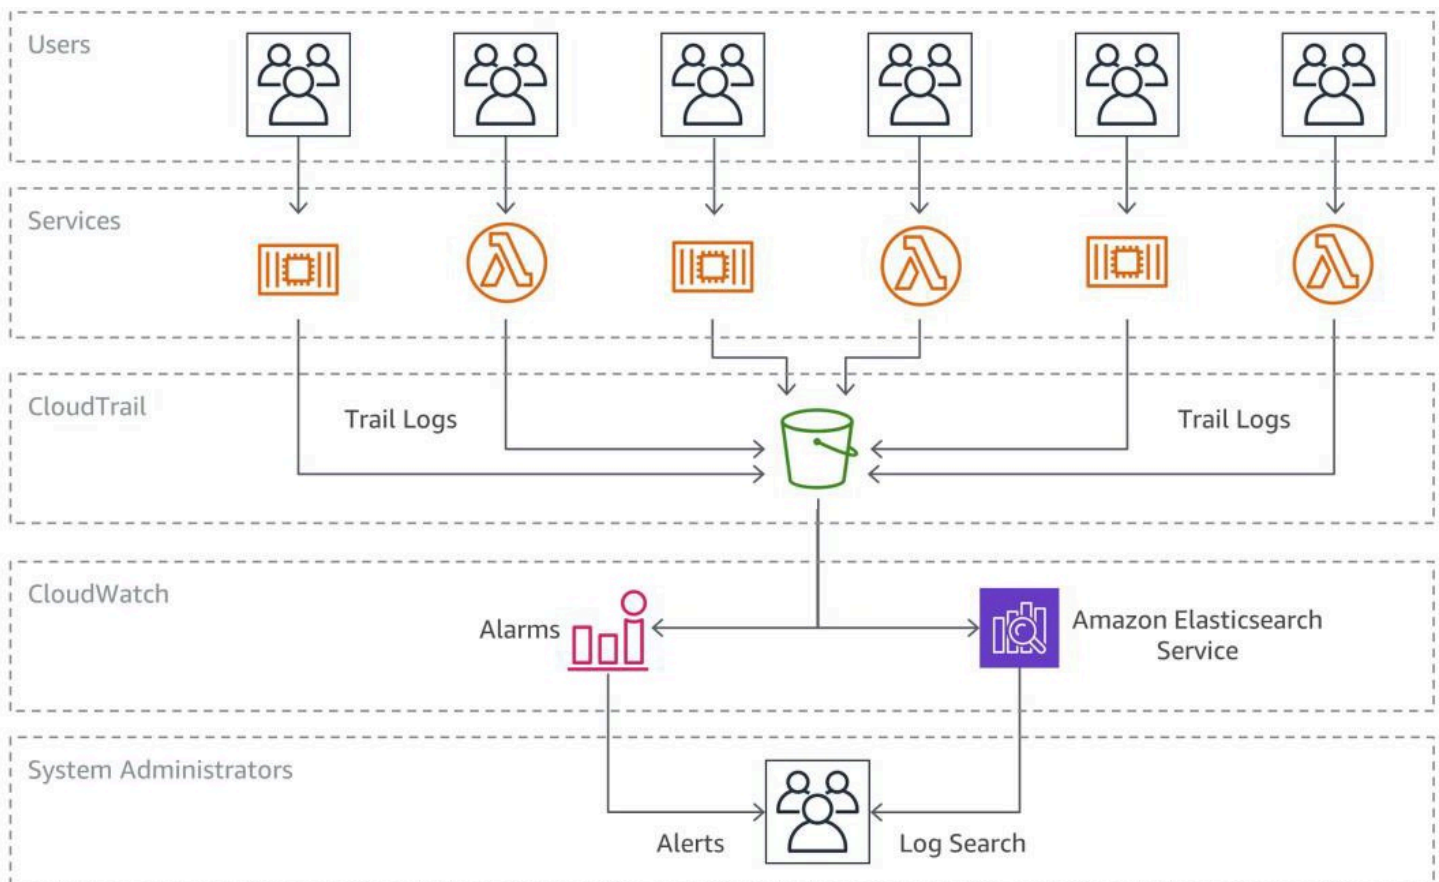 Users
Services
CloudTrail
Trail Logs
Trail Logs
CloudWatch
Alarms
Amazon Elasticsearch
Service
System Administrators
Alerts
Log Search